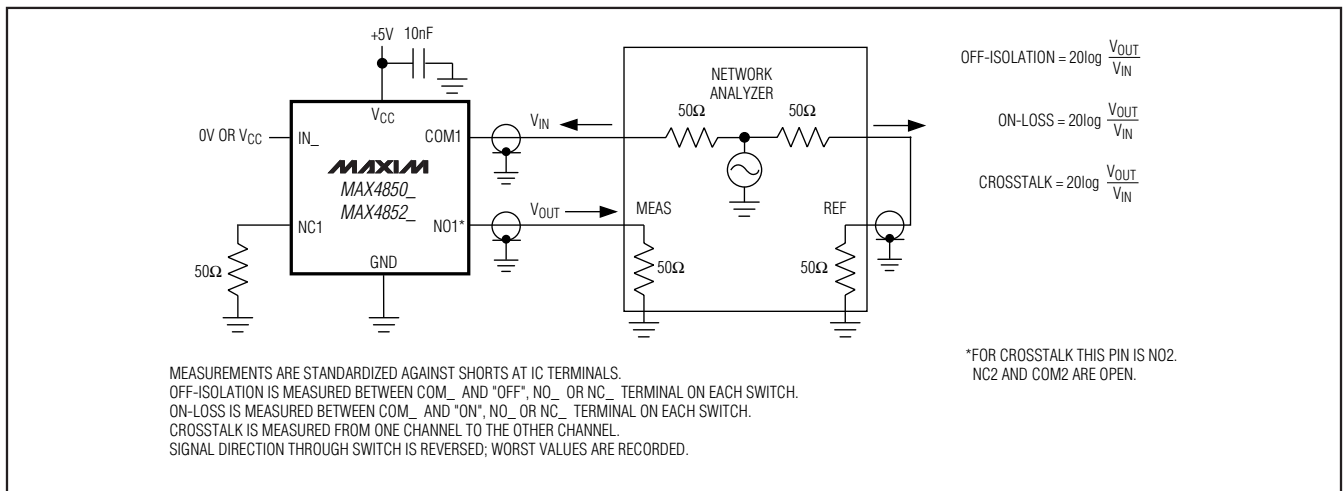 +5V 10nF
VCC
0V OR VCC
IN_
COM1
MAXIM
MAX4850_
MAX4852_
NC1
NO1*
GND
50Ω
VIN
VOUT
NETWORK
ANALYZER
50Ω
50Ω
MEAS
REF
50Ω
50Ω
OFF-ISOLATION = 20log VOUT
VIN
ON-LOSS = 20log VOUT
VIN
CROSSTALK = 20log VOUT
VIN
*FOR CROSSTALK THIS PIN IS NO2.
NC2 AND COM2 ARE OPEN.
MEASUREMENTS ARE STANDARDIZED AGAINST SHORTS AT IC TERMINALS.
OFF-ISOLATION IS MEASURED BETWEEN COM_ AND "OFF", NO_ OR NC_ TERMINAL ON EACH SWITCH.
ON-LOSS IS MEASURED BETWEEN COM_ AND "ON", NO_ OR NC_ TERMINAL ON EACH SWITCH.
CROSSTALK IS MEASURED FROM ONE CHANNEL TO THE OTHER CHANNEL.
SIGNAL DIRECTION THROUGH SWITCH IS REVERSED; WORST VALUES ARE RECORDED.